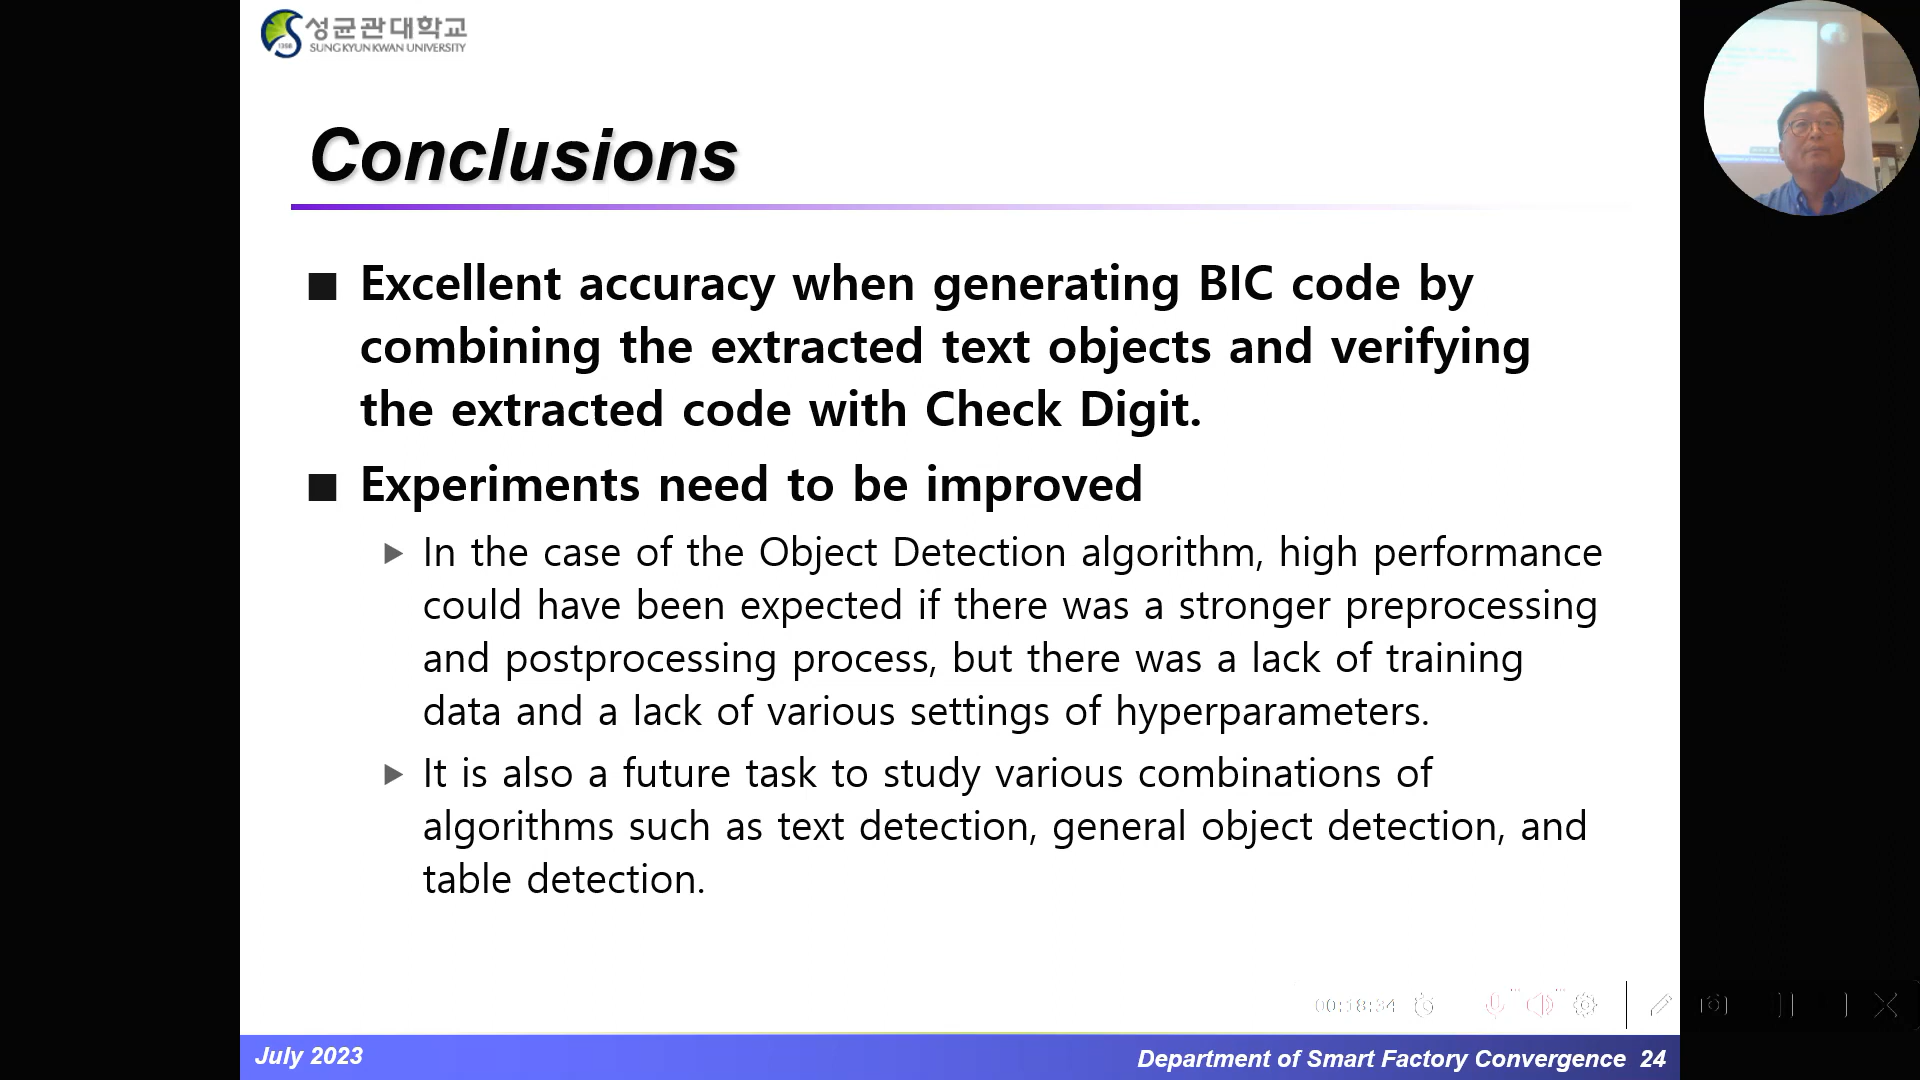 성균관대학교
SUNGKYUNKWAN UNIVERSITY
1398
Conclusions
Excellent accuracy when generating BIC code by
combining the extracted text objects and verifying
the extracted code with Check Digit.
Experiments need to be improved
In the case of the Object Detection algorithm, high performance
could have been expected if there was a stronger preprocessing
and postprocessing process, but there was a lack of training
data and a lack of various settings of hyperparameters.
It is also a future task to study various combinations of
algorithms such as text detection, general object detection, and
table detection.
00:18:34
July 2023
Department of Smart Factory Convergence 24